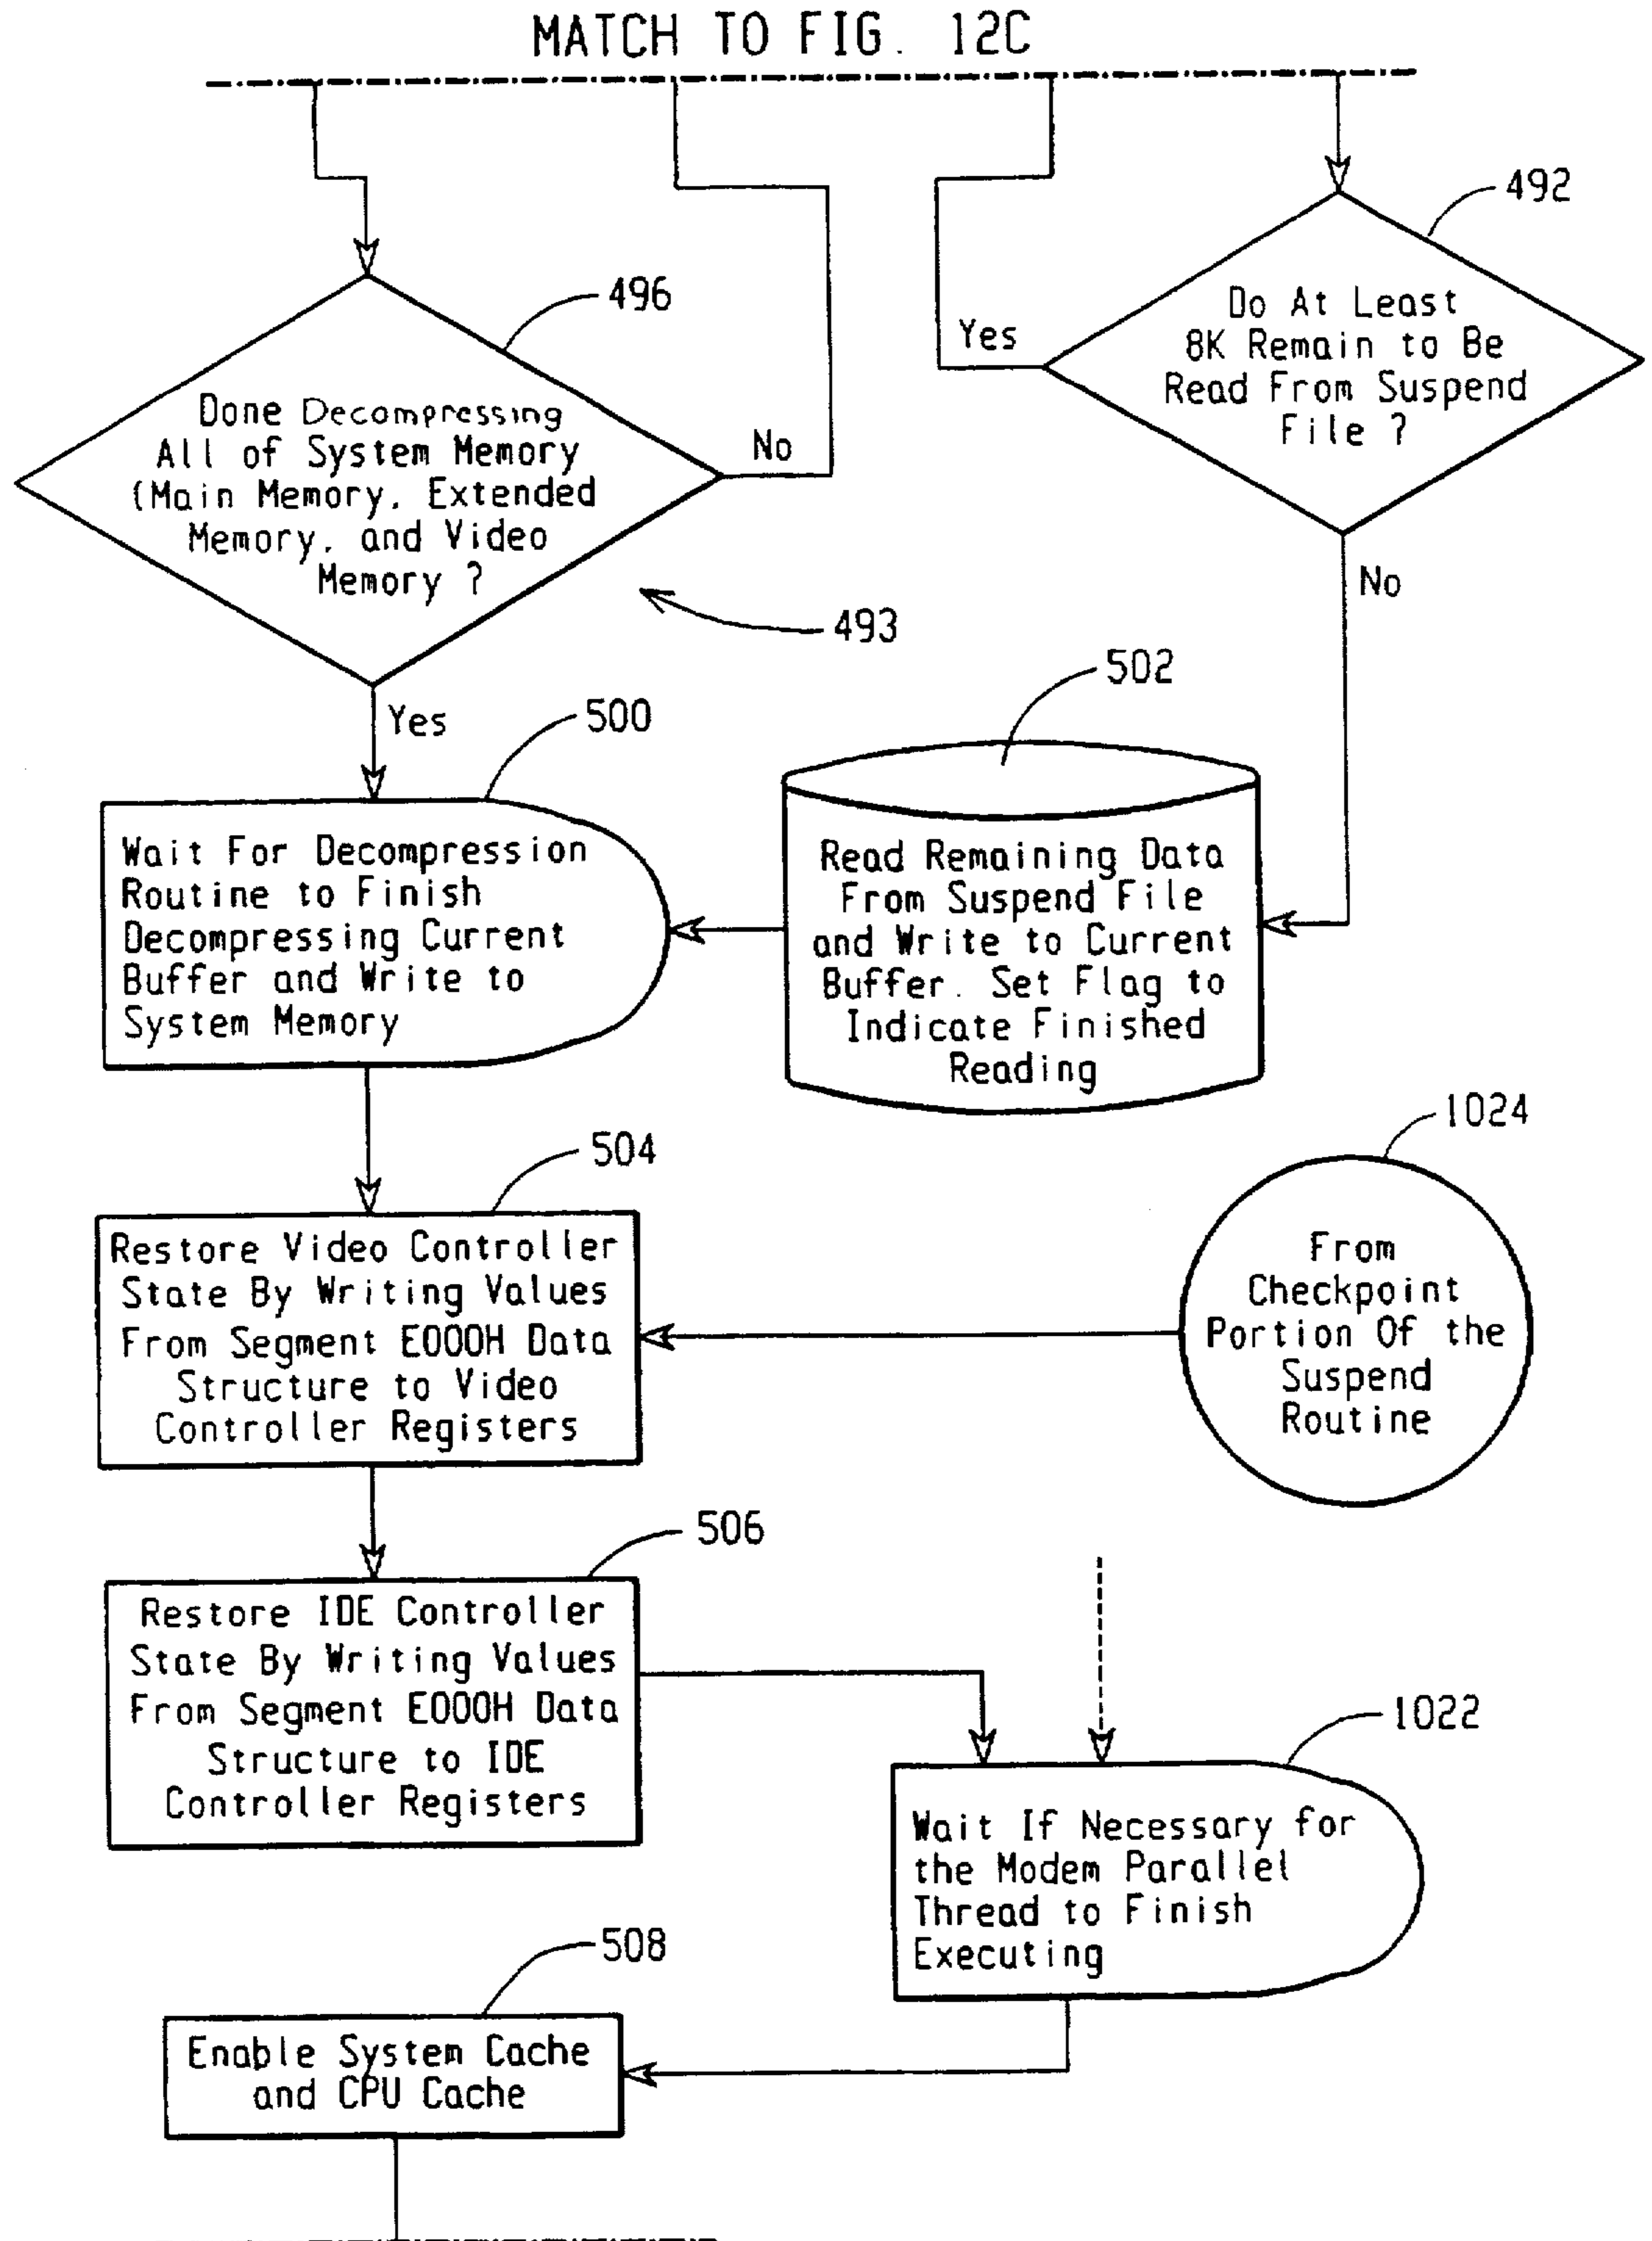 MATCH TO FIG. 12C
492
Do At Least
8K Remain to Be
Read From Suspend
File ?
Yes
No
496
Done Decompressing
All of System Memory
(Main Memory, Extended
Memory, and Video
Memory ?
No
493
Yes
500
Wait For Decompression
Routine to Finish
Decompressing Current
Buffer and Write to
System Memory
502
Read Remaining Data
From Suspend File
and Write to Current
Buffer. Set Flag to
Indicate Finished
Reading
504
Restore Video Controller
State By Writing Values
From Segment E000H Data
Structure to Video
Controller Registers
1024
From
Checkpoint
Portion Of the
Suspend
Routine
506
Restore IDE Controller
State By Writing Values
From Segment E000H Data
Structure to IDE
Controller Registers
1022
Wait If Necessary for
the Modem Parallel
Thread to Finish
Executing
508
Enable System Cache
and CPU Cache